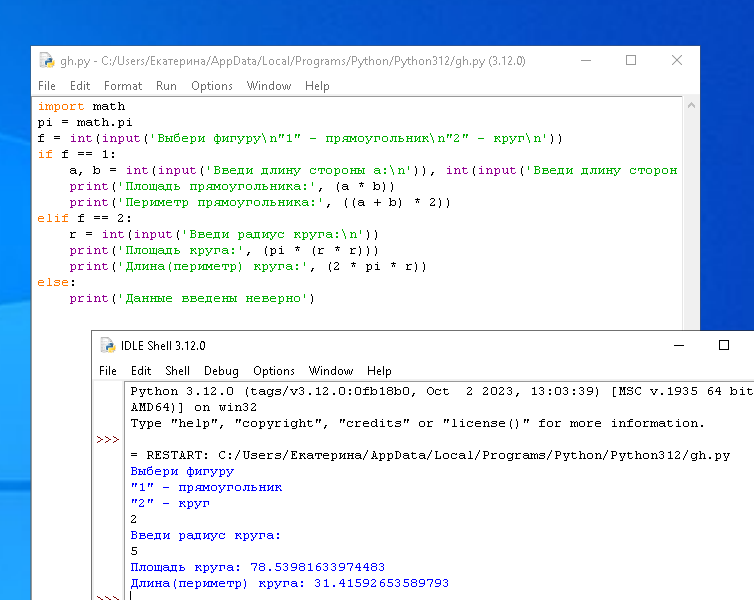 gh.py - C:/Users/Екатерина/AppData/Local/Programs/Python/Python312/gh.py (3.12.0)
File Edit Format Run Options Window Help
import math
pi = math.pi
f = int(input('Выбери фигуру\n"1" - прямоугольник\n"2" - круг\n'))
if f == 1:
    a, b = int(input('Введи длину стороны a:\n')), int(input('Введи длину сторон
    print('Площадь прямоугольника:', (a * b))
    print('Периметр прямоугольника:', ((a + b) * 2))
elif f == 2:
    r = int(input('Введи радиус круга:\n'))
    print('Площадь круга:', (pi * (r * r)))
    print('Длина(периметр) круга:', (2 * pi * r))
else:
    print('Данные введены неверно')
IDLE Shell 3.12.0
File Edit Shell Debug Options Window Help
Python 3.12.0 (tags/v3.12.0:0fb18b0, Oct  2 2023, 13:03:39) [MSC v.1935 64 bit
AMD64)] on win32
Type "help", "copyright", "credits" or "license()" for more information.
>>>
= RESTART: C:/Users/Екатерина/AppData/Local/Programs/Python/Python312/gh.py
Выбери фигуру
"1" - прямоугольник
"2" - круг
2
Введи радиус круга:
5
Площадь круга: 78.53981633974483
Длина(периметр) круга: 31.41592653589793
>>>